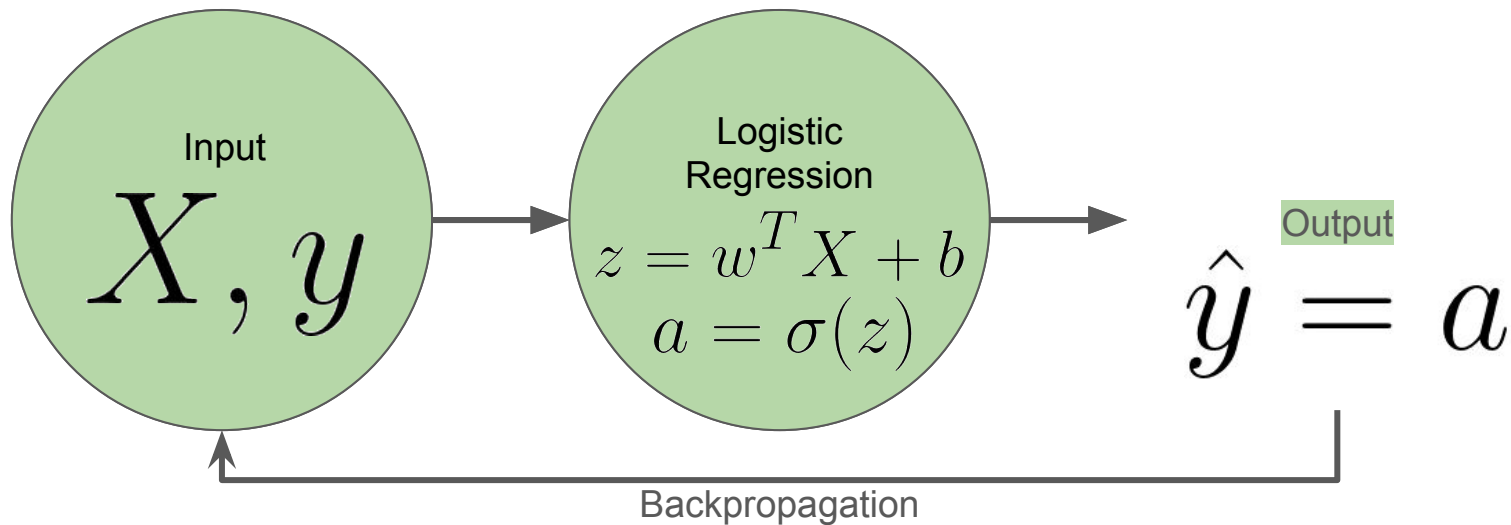 Input
X, y
Logistic
Regression
z = w^T X + b
a = σ(z)
Output
ŷ = a
Backpropagation